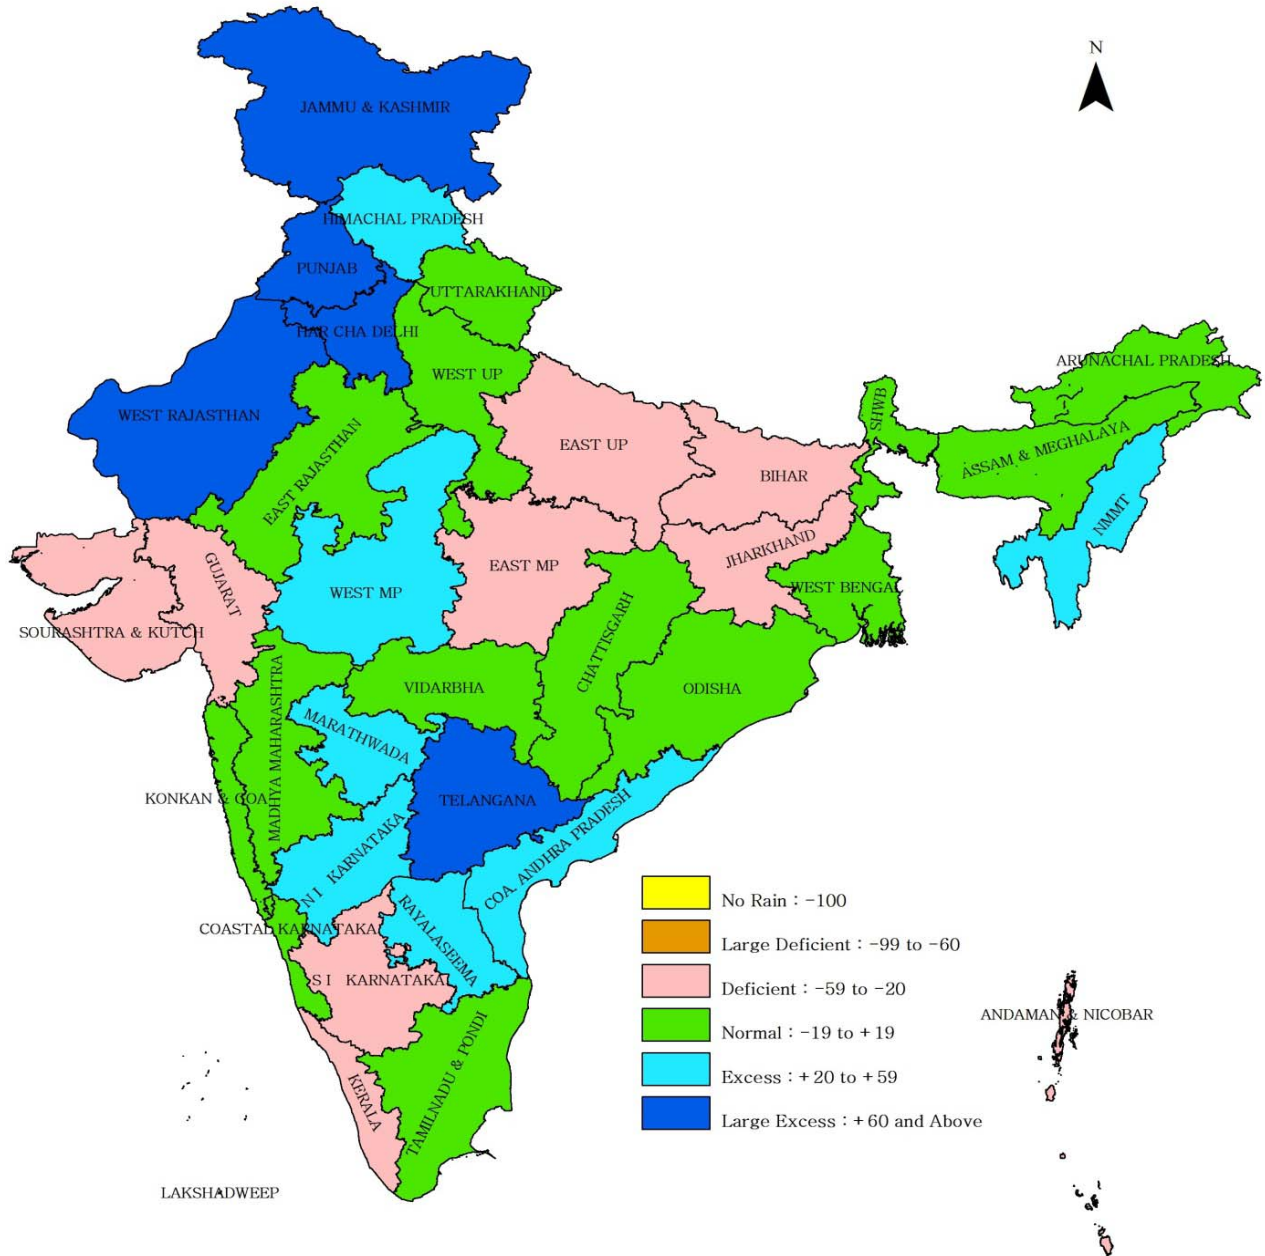 N
JAMMU & KASHMIR
HIMACHAL PRADESH
PUNJAB
UTTARAKHAND
HAR CHA DELHI
ARUNACHAL PRADESH
WEST UP
WEST RAJASTHAN
SHWB
EAST UP
ASSAM & MEGHALAYA
EAST RAJASTHAN
BIHAR
NMMT
JHARKHAND
EAST MP
GUJARAT
WEST MP
WEST BENGAL
SOURASHTRA & KUTCH
CHATTISGARH
VIDARBHA
ODISHA
MADHYA MAHARASHTRA
MARATHWADA
KONKAN & GOA
TELANGANA
COA. ANDHRA PRADESH
N I KARNATAKA
COASTAL KARNATAKA
RAYALASEEMA
S I KARNATAKA
ANDAMAN & NICOBAR
TAMILNADU & PONDI
KERALA
LAKSHADWEEP
No Rain : -100
Large Deficient : -99 to -60
Deficient : -59 to -20
Normal : -19 to +19
Excess : +20 to +59
Large Excess : +60 and Above